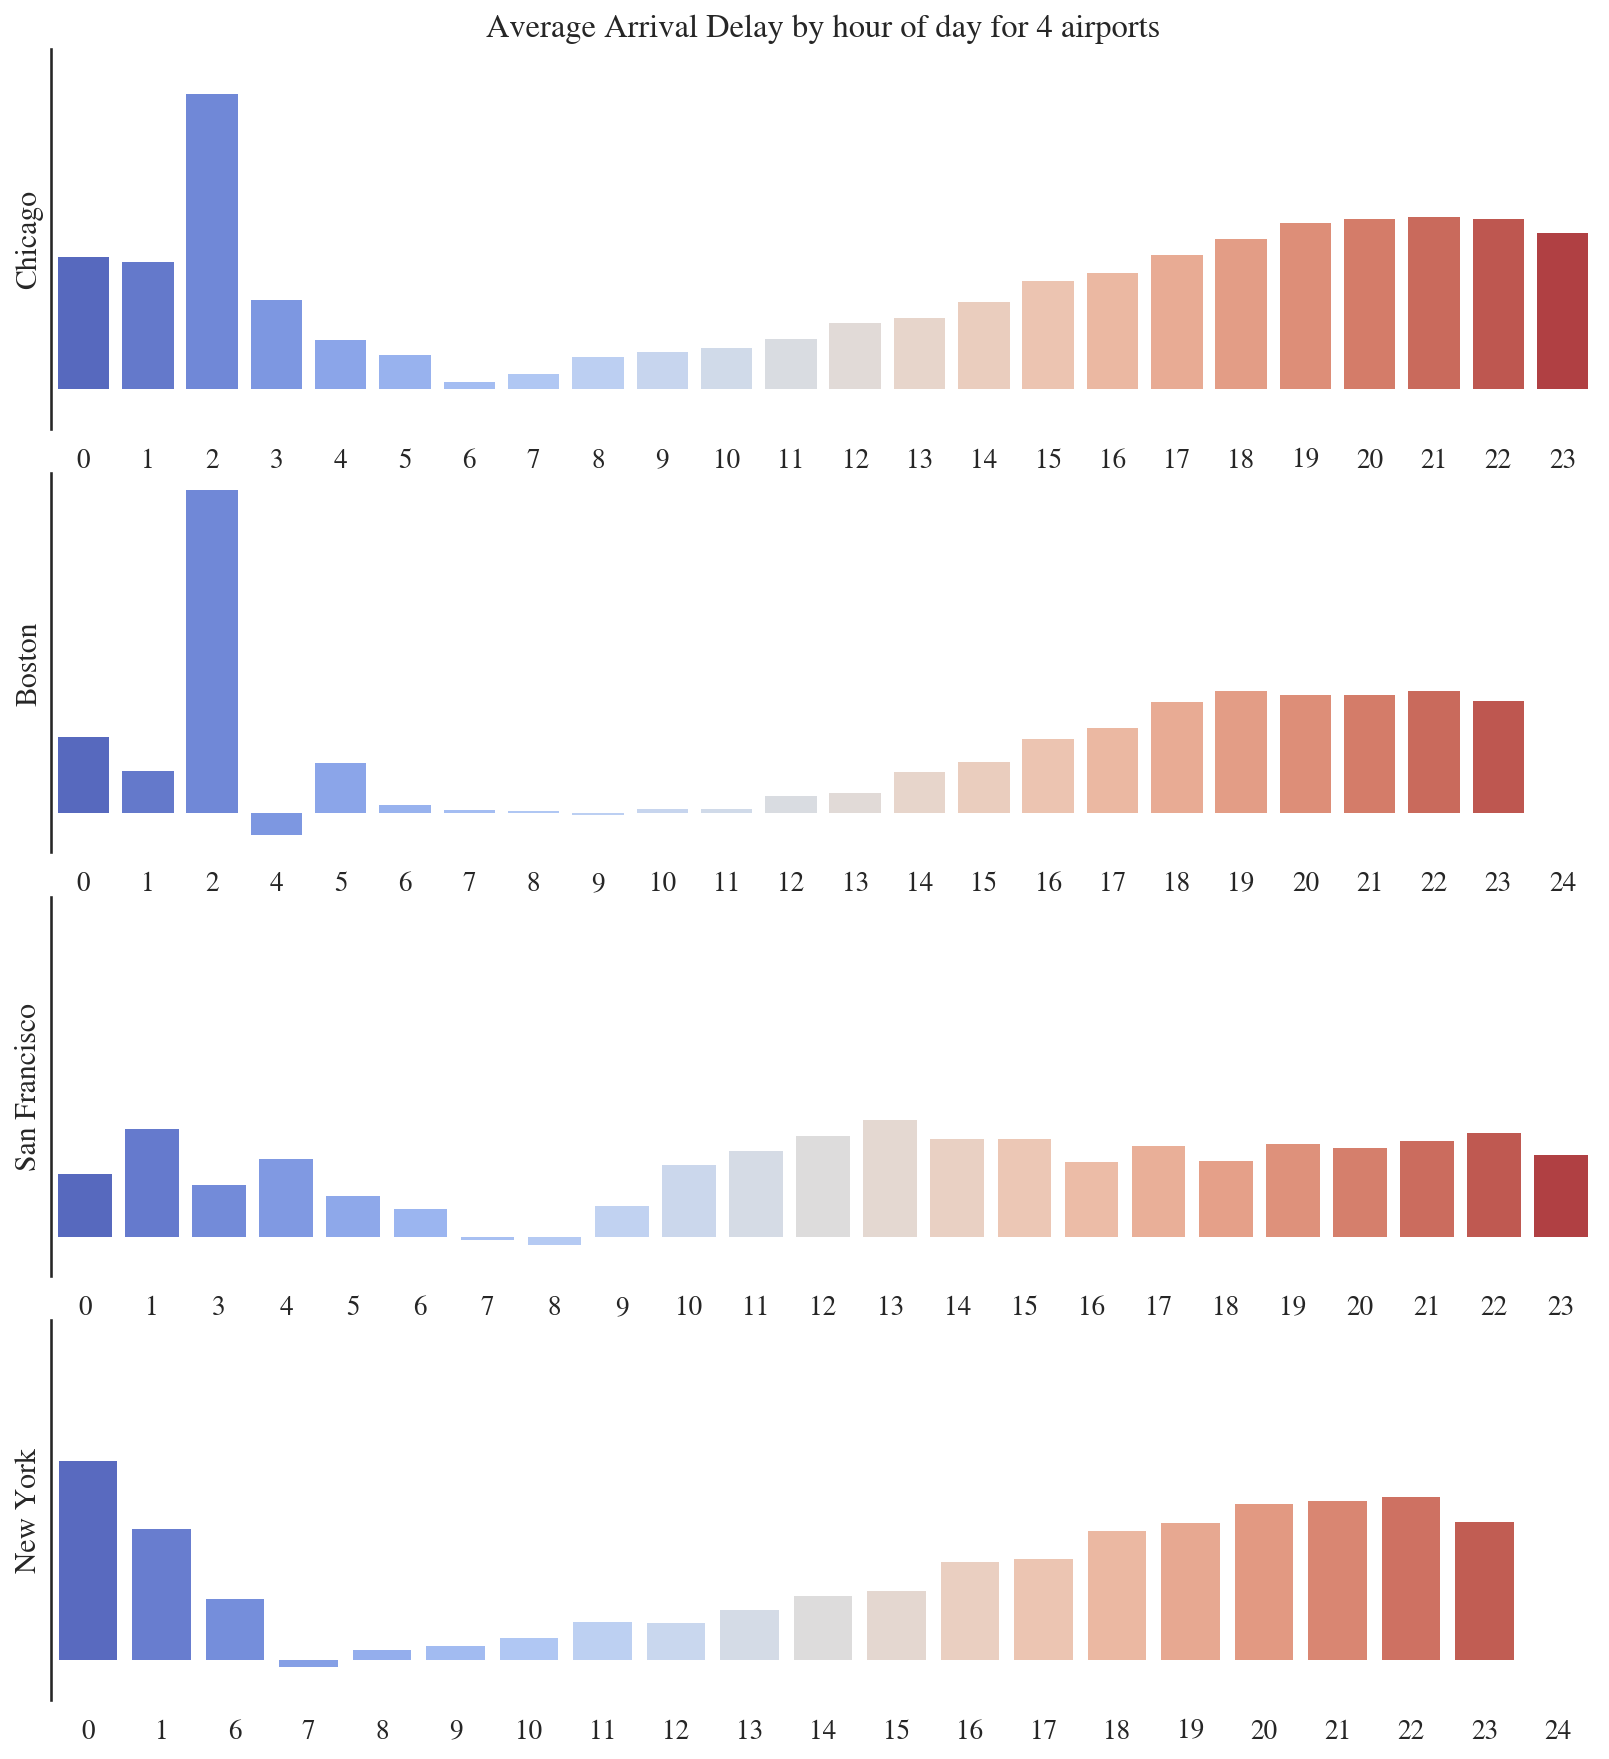 Average Arrival Delay by hour of day for 4 airports
Chicago
0 1 2 3 4 5 6 7 8 9 10 11 12 13 14 15 16 17 18 19 20 21 22 23
Boston
0 1 2 4 5 6 7 8 9 10 11 12 13 14 15 16 17 18 19 20 21 22 23 24
San Francisco
0 1 3 4 5 6 7 8 9 10 11 12 13 14 15 16 17 18 19 20 21 22 23
New York
0 1 6 7 8 9 10 11 12 13 14 15 16 17 18 19 20 21 22 23 24